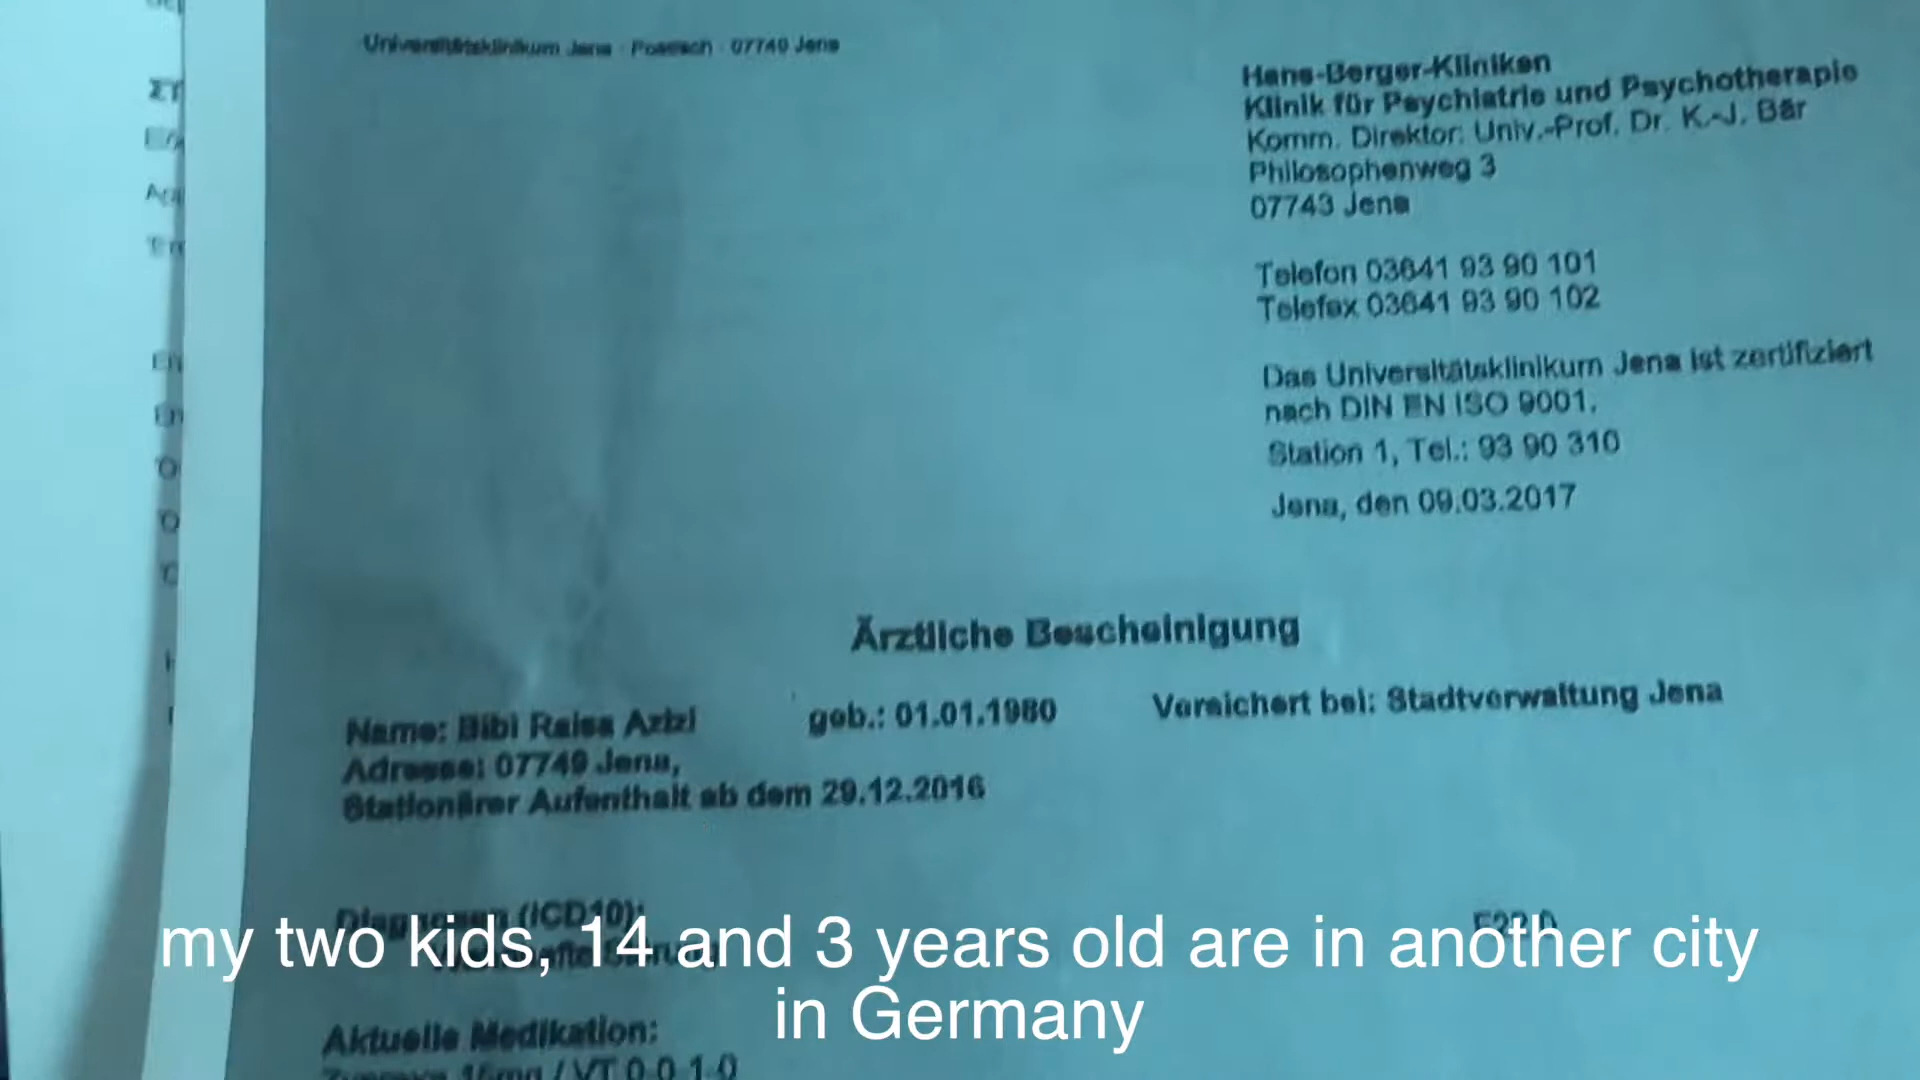 Universitätsklinikum Jena · Postfach · 07740 Jena
Hans-Berger-Kliniken
Klinik für Psychiatrie und Psychotherapie
Komm. Direktor: Univ.-Prof. Dr. K.-J. Bär
Philosophenweg 3
07743 Jena
Telefon 03641 93 90 101
Telefax 03641 93 90 102
Das Universitätsklinikum Jena ist zertifiziert
nach DIN EN ISO 9001.
Station 1, Tel.: 93 90 310
Jena, den 09.03.2017
Ärztliche Bescheinigung
Name: Bibi Raisa Azizi geb.: 01.01.1980 Versichert bei: Stadtverwaltung Jena
Adresse: 07749 Jena,
Stationärer Aufenthalt ab dem 29.12.2016
Diagnosen (ICD10):
my two kids, 14 and 3 years old are in another city
in Germany
Aktuelle Medikation: